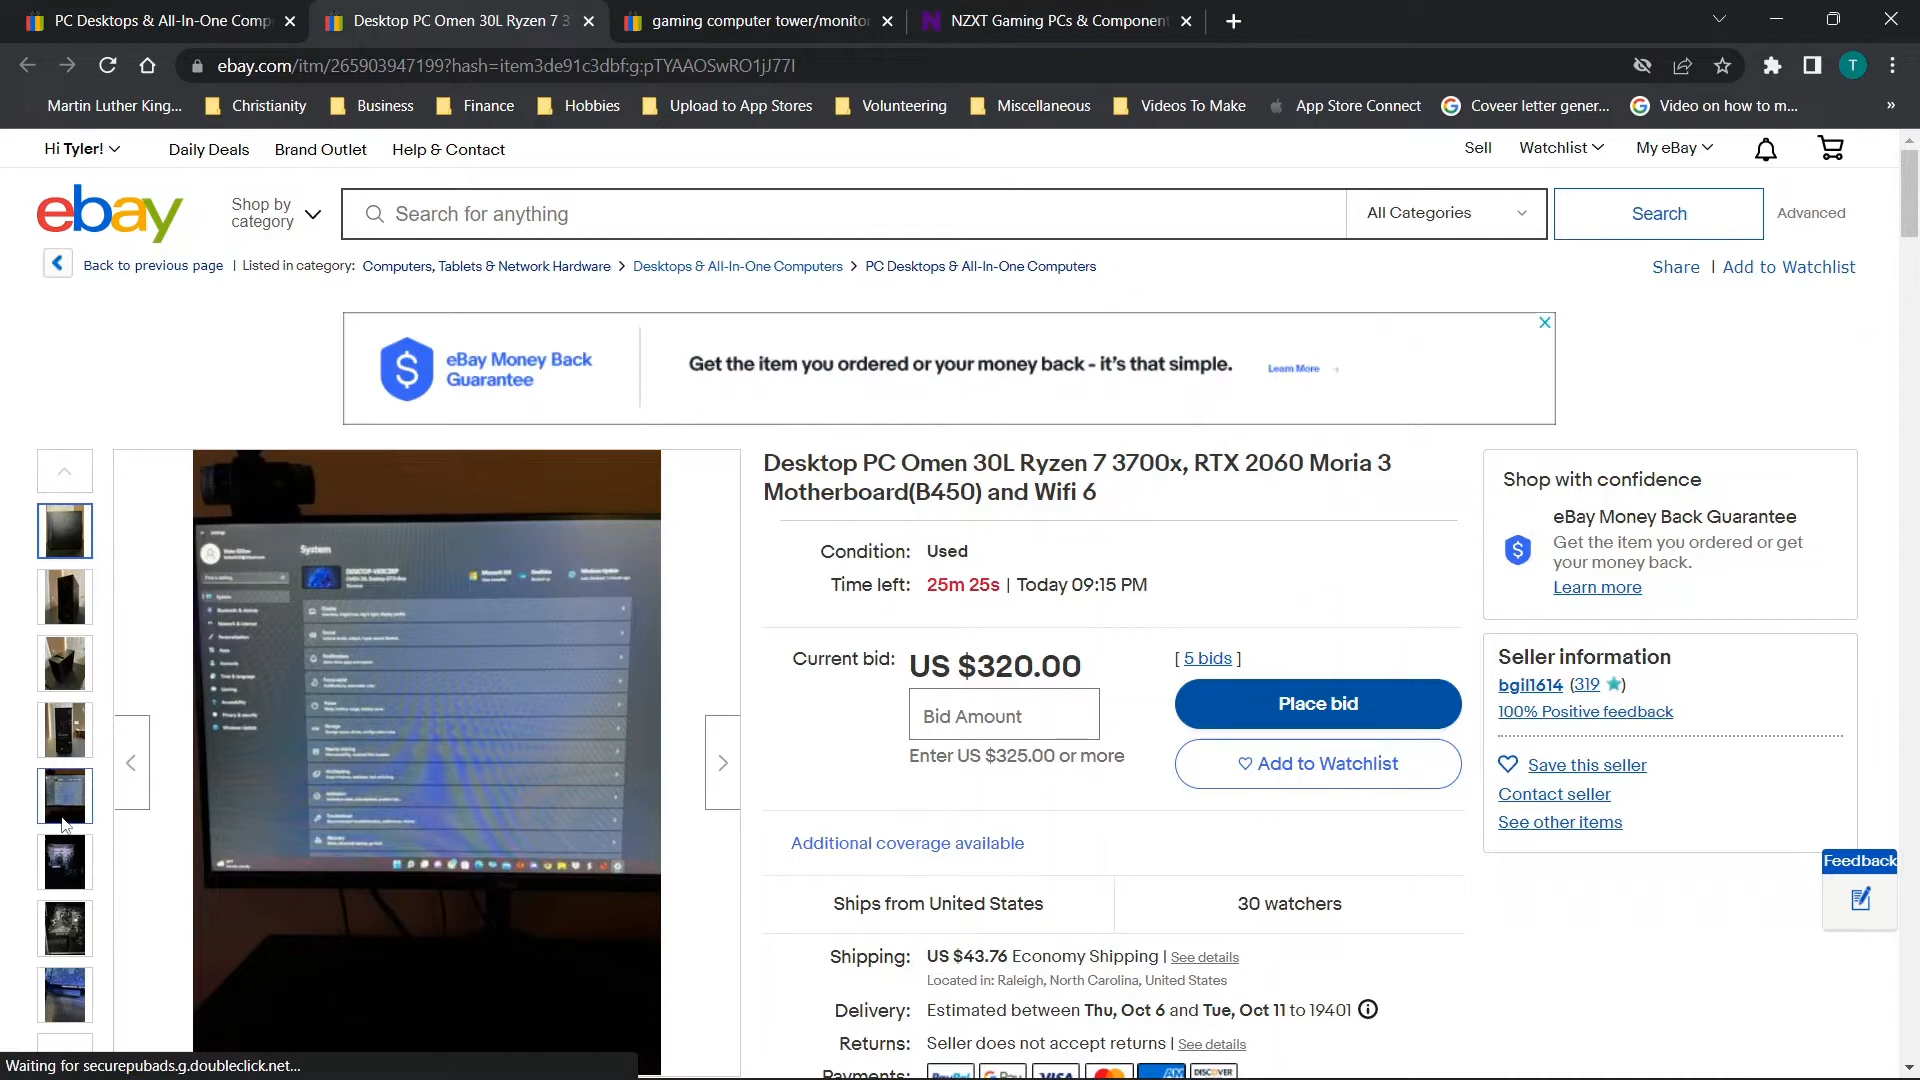 PC Desktops & All-In-One Comp
Desktop PC Omen 30L Ryzen 7 3
gaming computer tower/monitor
NZXT Gaming PCs & Component
ebay.com/itm/265903947199?hash=item3de91c3dbf:g:pTYAAOSwRO1jJ77l
T
Martin Luther King...
Christianity
Business
Finance
Hobbies
Upload to App Stores
Volunteering
Miscellaneous
Videos To Make
App Store Connect
Coveer letter gener...
Video on how to m...
»
Hi Tyler!
Daily Deals
Brand Outlet
Help & Contact
Sell
Watchlist
My eBay
ebay
Shop by
category
Search for anything
All Categories
Search
Advanced
Back to previous page | Listed in category: Computers, Tablets & Network Hardware > Desktops & All-In-One Computers > PC Desktops & All-In-One Computers
Share | Add to Watchlist
eBay Money Back
Guarantee
Get the item you ordered or your money back - it's that simple.
Learn More
Desktop PC Omen 30L Ryzen 7 3700x, RTX 2060 Moria 3
Motherboard(B450) and Wifi 6
Condition: Used
Time left: 25m 25s | Today 09:15 PM
Current bid: US $320.00
[ 5 bids ]
Bid Amount
Place bid
Enter US $325.00 or more
Add to Watchlist
Additional coverage available
Ships from United States
30 watchers
Shipping: US $43.76 Economy Shipping | See details
Located in: Raleigh, North Carolina, United States
Delivery: Estimated between Thu, Oct 6 and Tue, Oct 11 to 19401
Returns: Seller does not accept returns | See details
Payments:
PayPal
G Pay
VISA
AM
DISCOVER
Shop with confidence
eBay Money Back Guarantee
Get the item you ordered or get
your money back.
Learn more
Seller information
bgil1614 (319)
100% Positive feedback
Save this seller
Contact seller
See other items
Feedback
System
Waiting for securepubads.g.doubleclick.net...